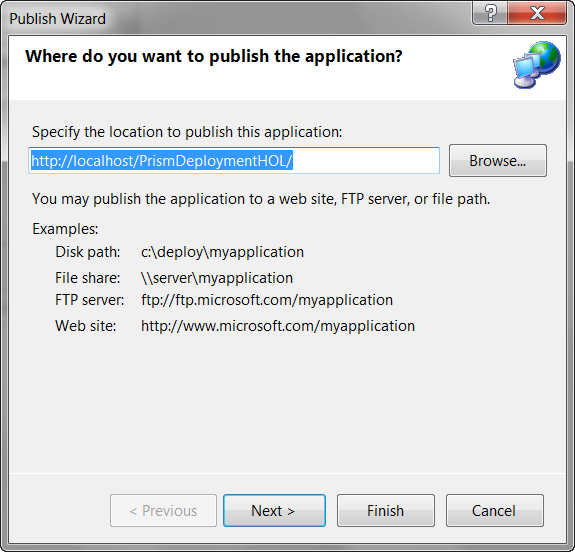 Publish Wizard
?
Where do you want to publish the application?
Specify the location to publish this application:
http://localhost/PrismDeploymentHOL/
Browse...
You may publish the application to a web site, FTP server, or file path.
Examples:
Disk path: c:\deploy\myapplication
File share: \\server\myapplication
FTP server: ftp://ftp.microsoft.com/myapplication
Web site: http://www.microsoft.com/myapplication
< Previous Next > Finish Cancel